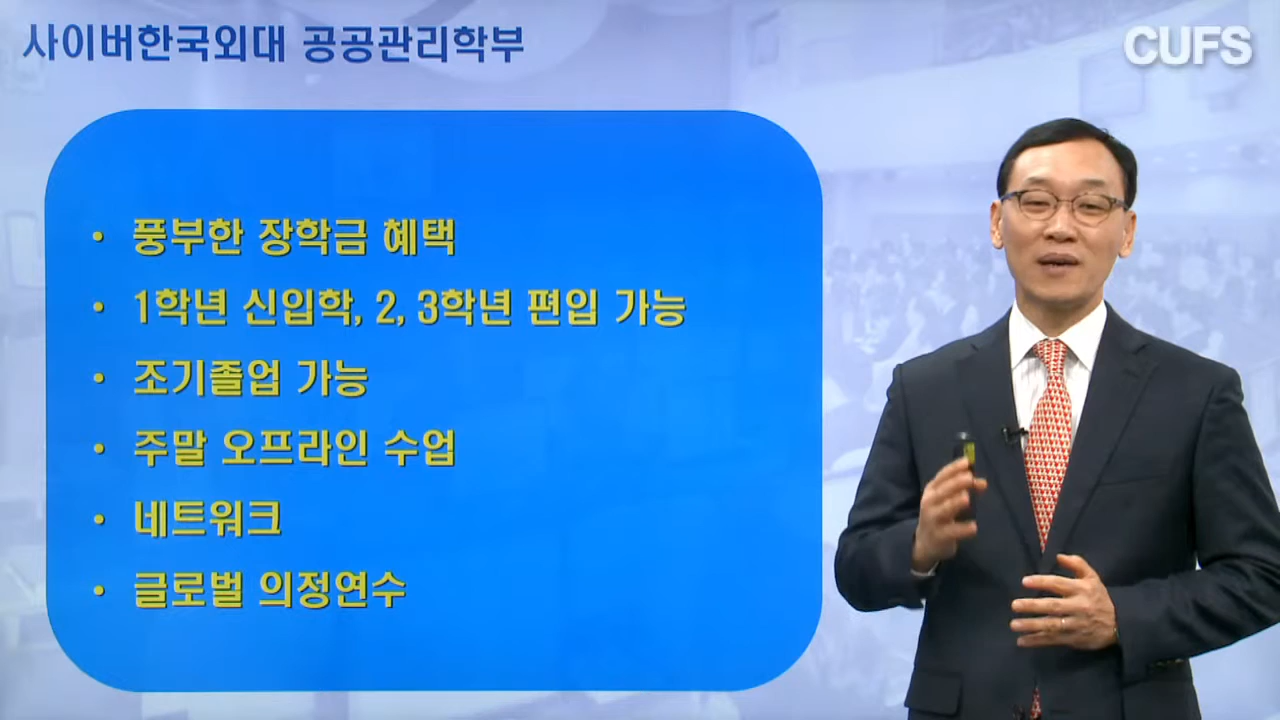 사이버한국외대 공공관리학부
CUFS
• 풍부한 장학금 혜택
• 1학년 신입학, 2, 3학년 편입 가능
• 조기졸업 가능
• 주말 오프라인 수업
• 네트워크
• 글로벌 의정연수